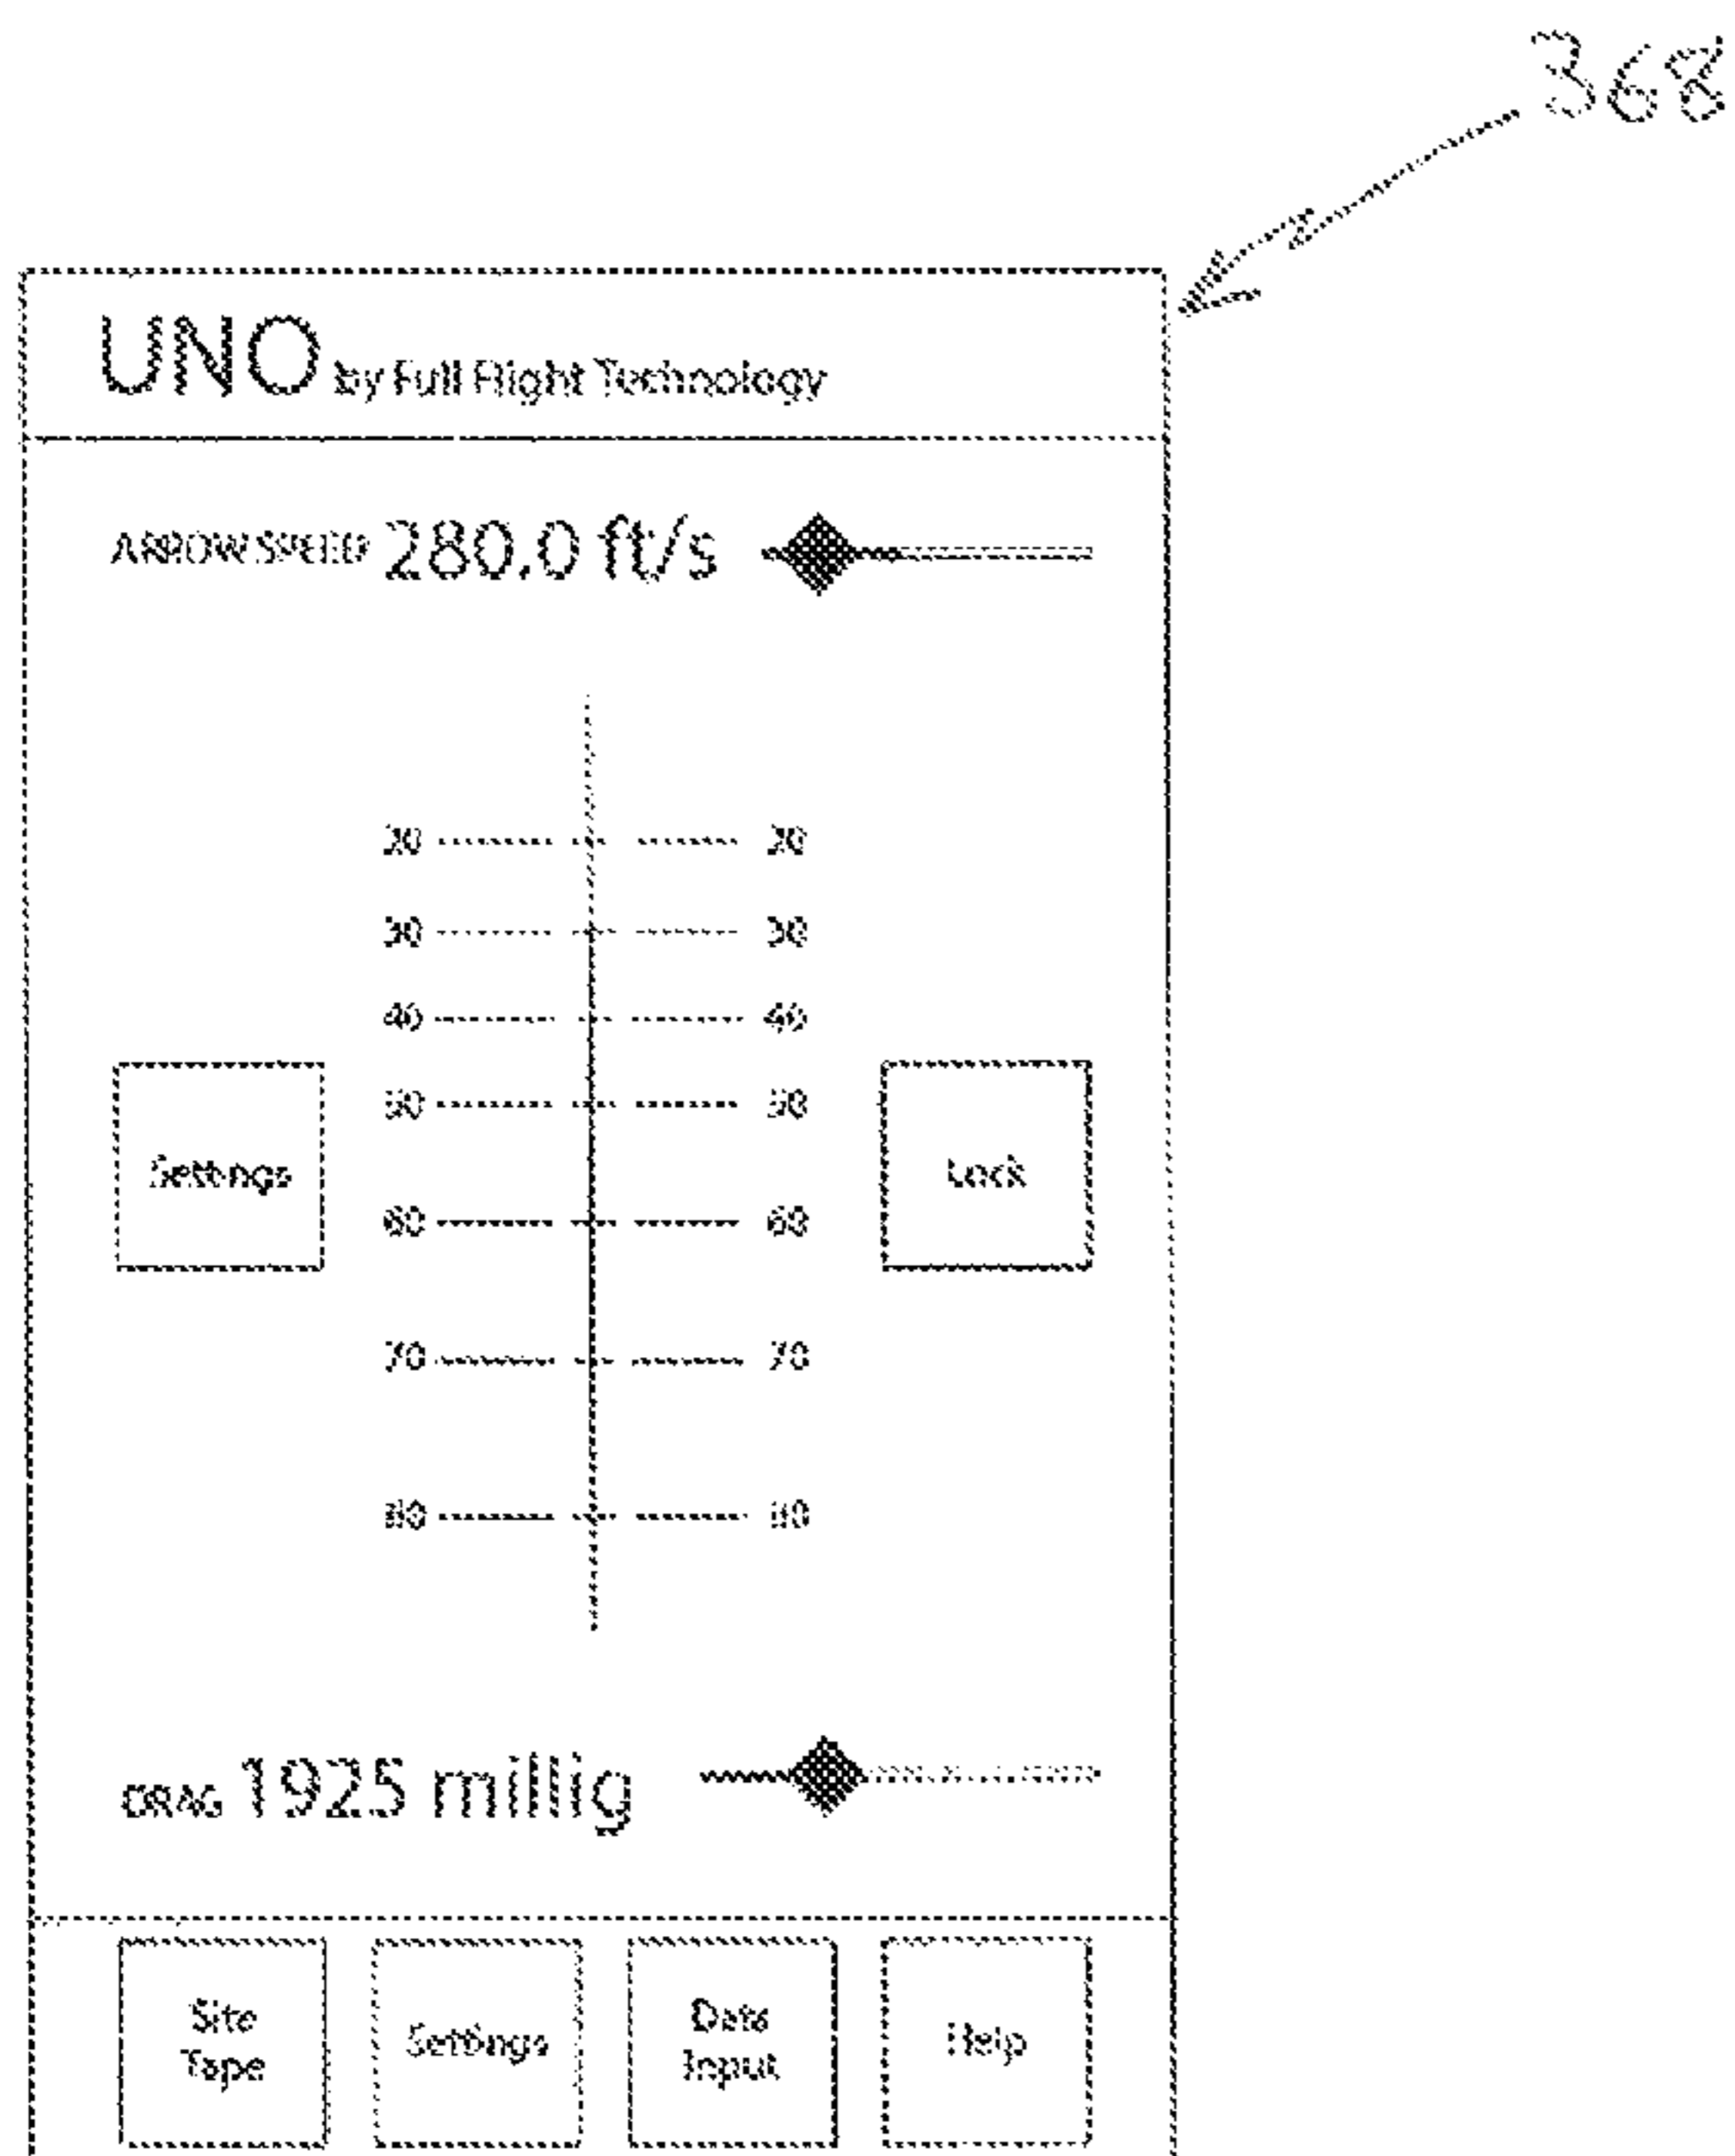 368
UNO by Full Flight Technology
ARROW SPEED 280.0 ft/s
20 20
30 30
40 40
50 50
Settings Lock
60 60
70 70
80 80
DRAG 1925 millig
Site Tape
Settings
Data Input
Help